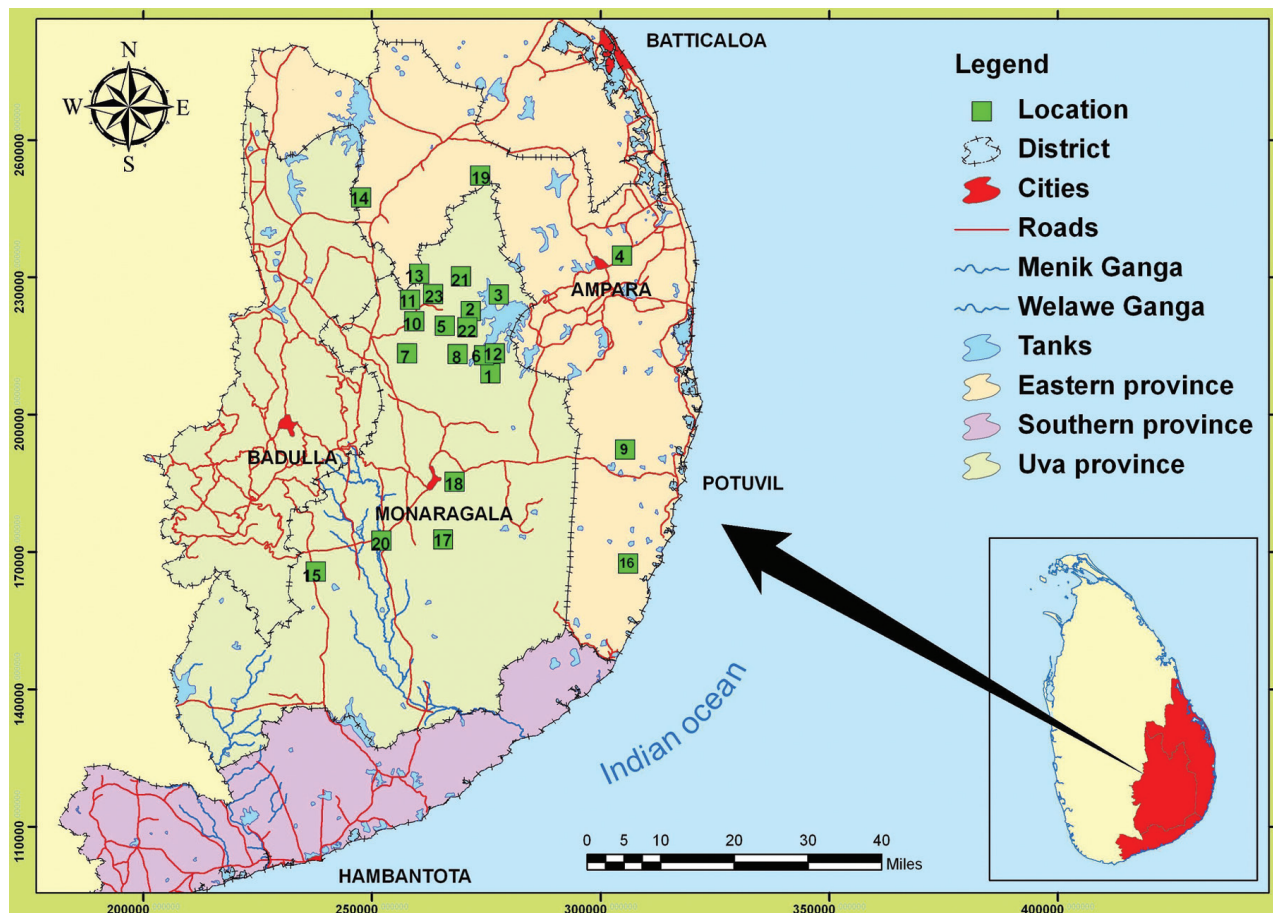 BATTICALOA
N
W
E
S
Legend
Location
District
Cities
Roads
Menik Ganga
Welawe Ganga
Tanks
Eastern province
Southern province
Uva province
260000
230000
200000
170000
140000
110000
19
14
4
13
21
AMPARA
11
23
3
2
10
5
22
7
8
6
12
1
BADULLA
9
18
POTUVIL
MONARAGALA
20
17
15
16
Indian ocean
0
5
10
20
30
40
Miles
HAMBANTOTA
200000
250000
300000
350000
400000